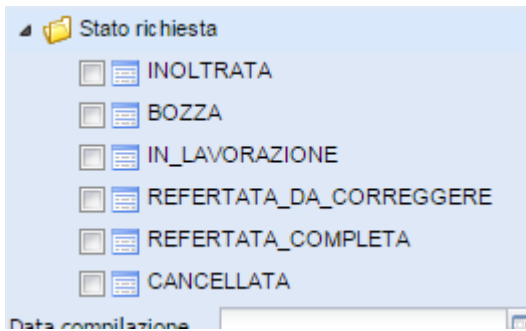 Stato richiesta
INOLTRATA
BOZZA
IN_LAVORAZIONE
REFERTATA_DA_CORREGGERE
REFERTATA_COMPLETA
CANCELLATA
Data compilazione